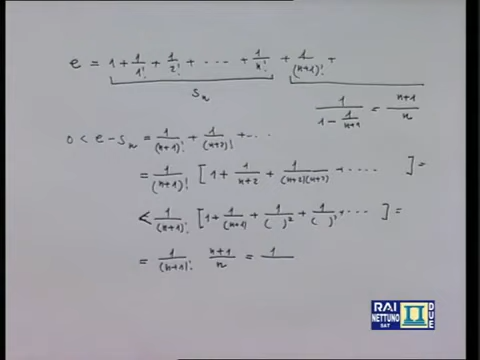 e = 1 + 1/1! + 1/2! + ... + 1/n! + 1/(n+1)! +
Sn
1/(1 - 1/(n+1)) = (n+1)/n
0 < e - Sn = 1/(n+1)! + 1/(n+2)! + ...
= 1/(n+1)! [1 + 1/(n+2) + 1/((n+2)(n+3)) + .... ] =
< 1/(n+1)! [1 + 1/(n+1) + 1/( )² + 1/( )³ + ... ] =
= 1/(n+1)! (n+1)/n = 1/
RAI
NETTUNO
SAT
DUE